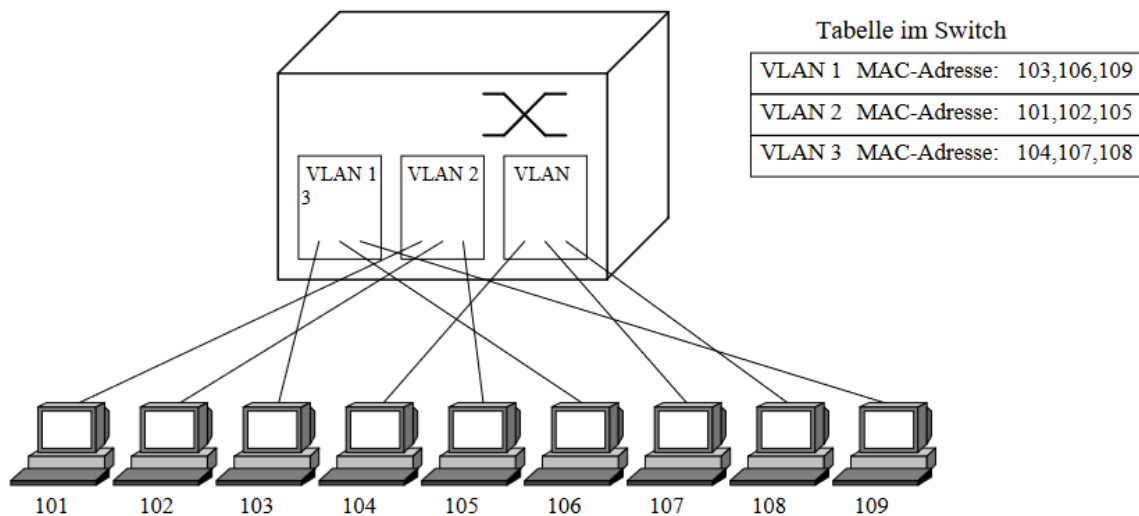 Tabelle im Switch
VLAN 1 MAC-Adresse: 103,106,109
VLAN 2 MAC-Adresse: 101,102,105
VLAN 3 MAC-Adresse: 104,107,108
VLAN 1 VLAN 2 VLAN
3
101 102 103 104 105 106 107 108 109